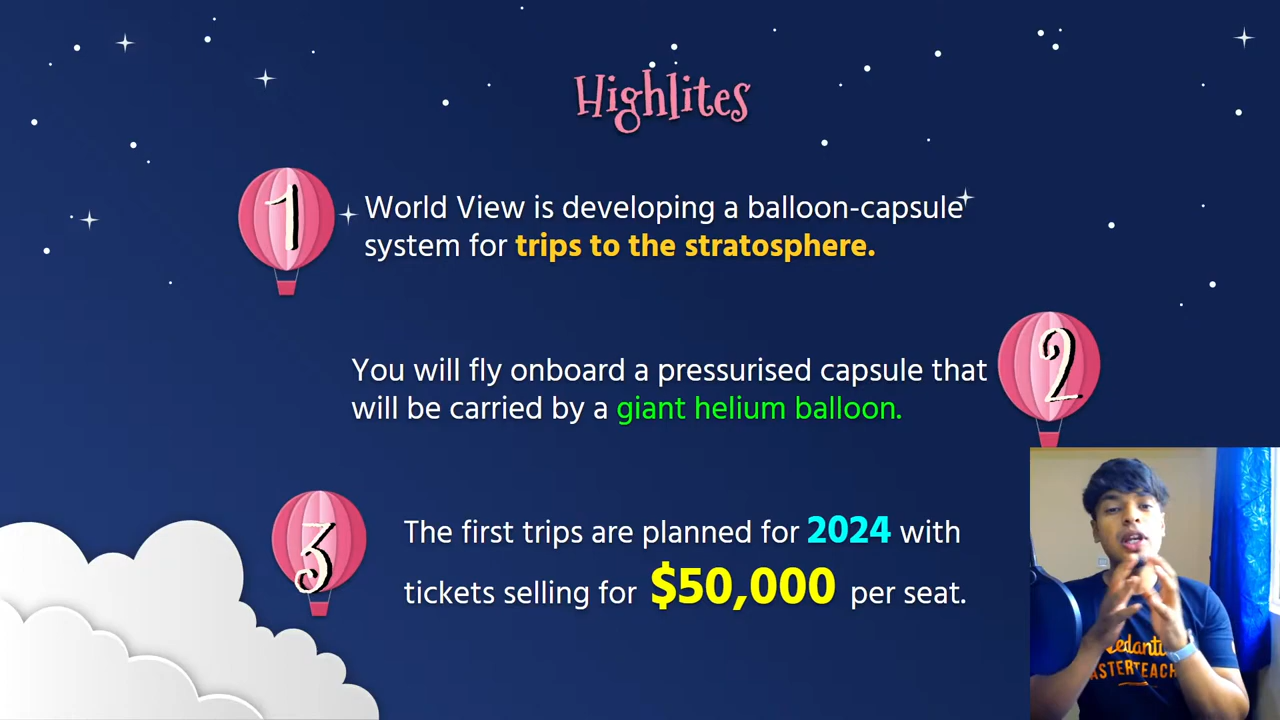 Highlites
1
World View is developing a balloon-capsule
system for trips to the stratosphere.
You will fly onboard a pressurised capsule that
will be carried by a giant helium balloon.
2
3
The first trips are planned for 2024 with
tickets selling for $50,000 per seat.